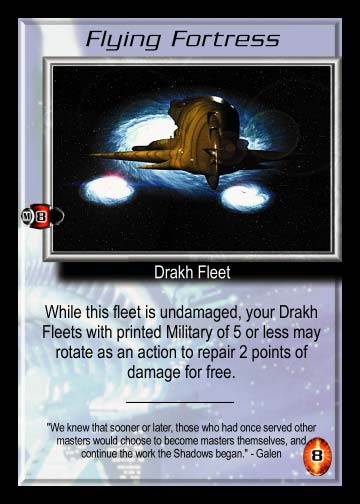 Flying Fortress
M 8
Drakh Fleet
While this fleet is undamaged, your Drakh
Fleets with printed Military of 5 or less may
rotate as an action to repair 2 points of
damage for free.
"We knew that sooner or later, those who had once served other
masters would choose to become masters themselves, and
continue the work the Shadows began." - Galen
8